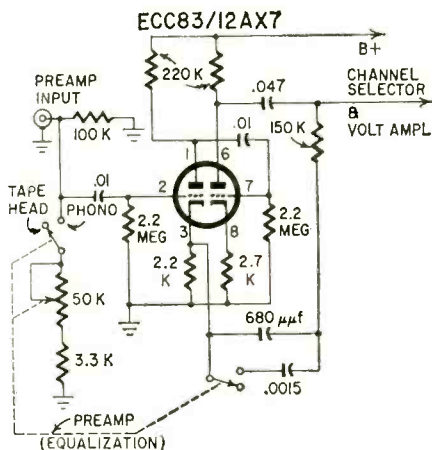 ECC83/12AX7
B+
220 K
PREAMP
INPUT
.047
CHANNEL
SELECTOR
&
VOLT AMPL
100 K
150 K
.01
1
6
.01
2
7
TAPE
HEAD
PHONO
2.2
MEG
3
8
2.2
MEG
2.2
K
2.7
K
50 K
680 μμf
3.3 K
.0015
PREAMP
(EQUALIZATION)